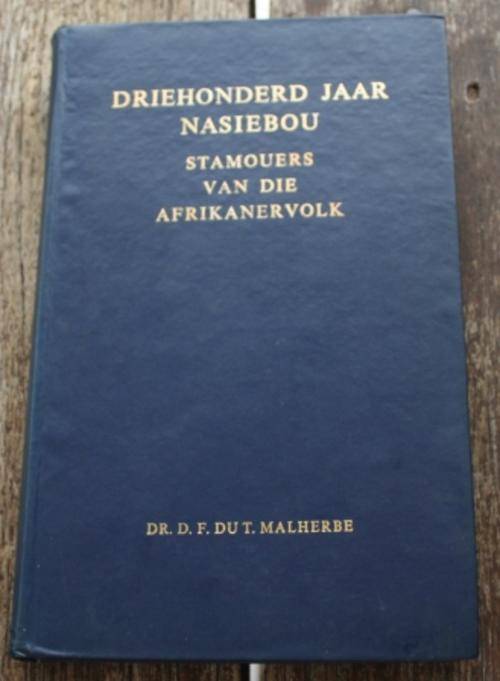 DRIEHONDERD JAAR
NASIEBOU
STAMOUERS
VAN DIE
AFRIKANERVOLK
DR. D. F. DU T. MALHERBE